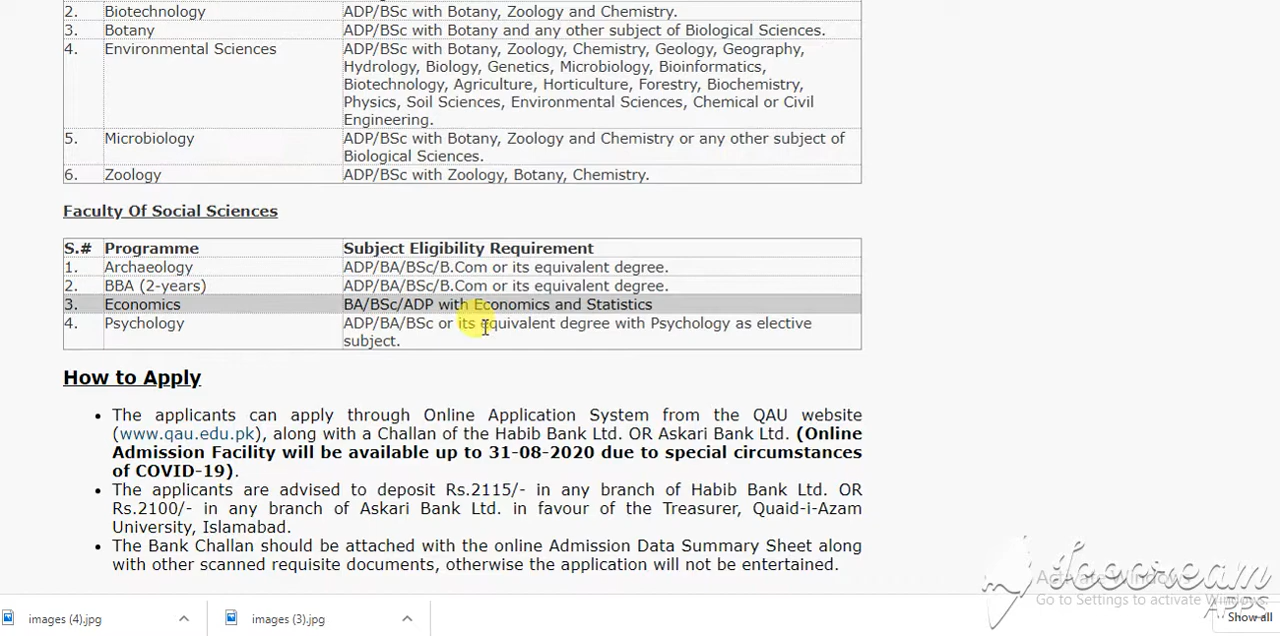 2. Biotechnology ADP/BSc with Botany, Zoology and Chemistry.
3. Botany ADP/BSc with Botany and any other subject of Biological Sciences.
4. Environmental Sciences ADP/BSc with Botany, Zoology, Chemistry, Geology, Geography,
Hydrology, Biology, Genetics, Microbiology, Bioinformatics,
Biotechnology, Agriculture, Horticulture, Forestry, Biochemistry,
Physics, Soil Sciences, Environmental Sciences, Chemical or Civil
Engineering.
5. Microbiology ADP/BSc with Botany, Zoology and Chemistry or any other subject of
Biological Sciences.
6. Zoology ADP/BSc with Zoology, Botany, Chemistry.
Faculty Of Social Sciences
S.# Programme Subject Eligibility Requirement
1. Archaeology ADP/BA/BSc/B.Com or its equivalent degree.
2. BBA (2-years) ADP/BA/BSc/B.Com or its equivalent degree.
3. Economics BA/BSc/ADP with Economics and Statistics
4. Psychology ADP/BA/BSc or its equivalent degree with Psychology as elective
subject.
How to Apply
• The applicants can apply through Online Application System from the QAU website
(www.qau.edu.pk), along with a Challan of the Habib Bank Ltd. OR Askari Bank Ltd. (Online
Admission Facility will be available up to 31-08-2020 due to special circumstances
of COVID-19).
• The applicants are advised to deposit Rs.2115/- in any branch of Habib Bank Ltd. OR
Rs.2100/- in any branch of Askari Bank Ltd. in favour of the Treasurer, Quaid-i-Azam
University, Islamabad.
• The Bank Challan should be attached with the online Admission Data Summary Sheet along
with other scanned requisite documents, otherwise the application will not be entertained.
Icecream
APPS
Activate Windows
Go to Settings to activate Windows.
images (4).jpg images (3).jpg Show all